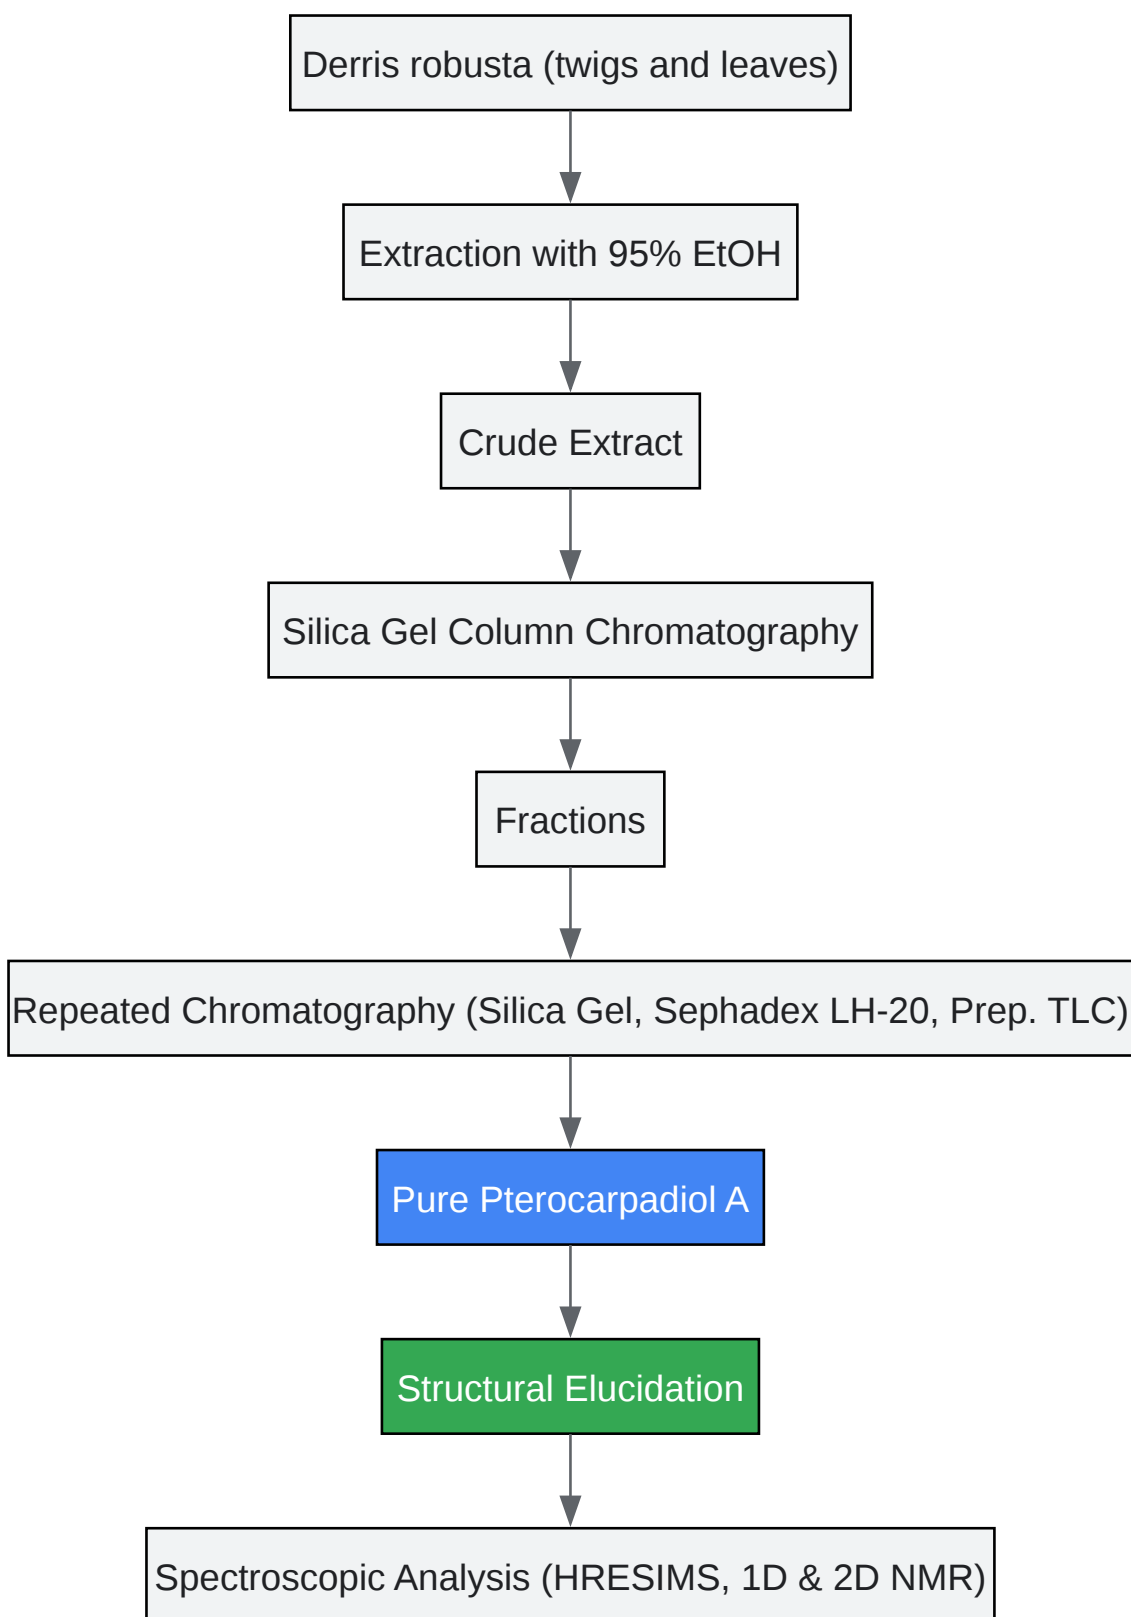 Derris robusta (twigs and leaves)
Extraction with 95% EtOH
Crude Extract
Silica Gel Column Chromatography
Fractions
Repeated Chromatography (Silica Gel, Sephadex LH-20, Prep. TLC)
Pure Pterocarpadiol A
Structural Elucidation
Spectroscopic Analysis (HRESIMS, 1D & 2D NMR)